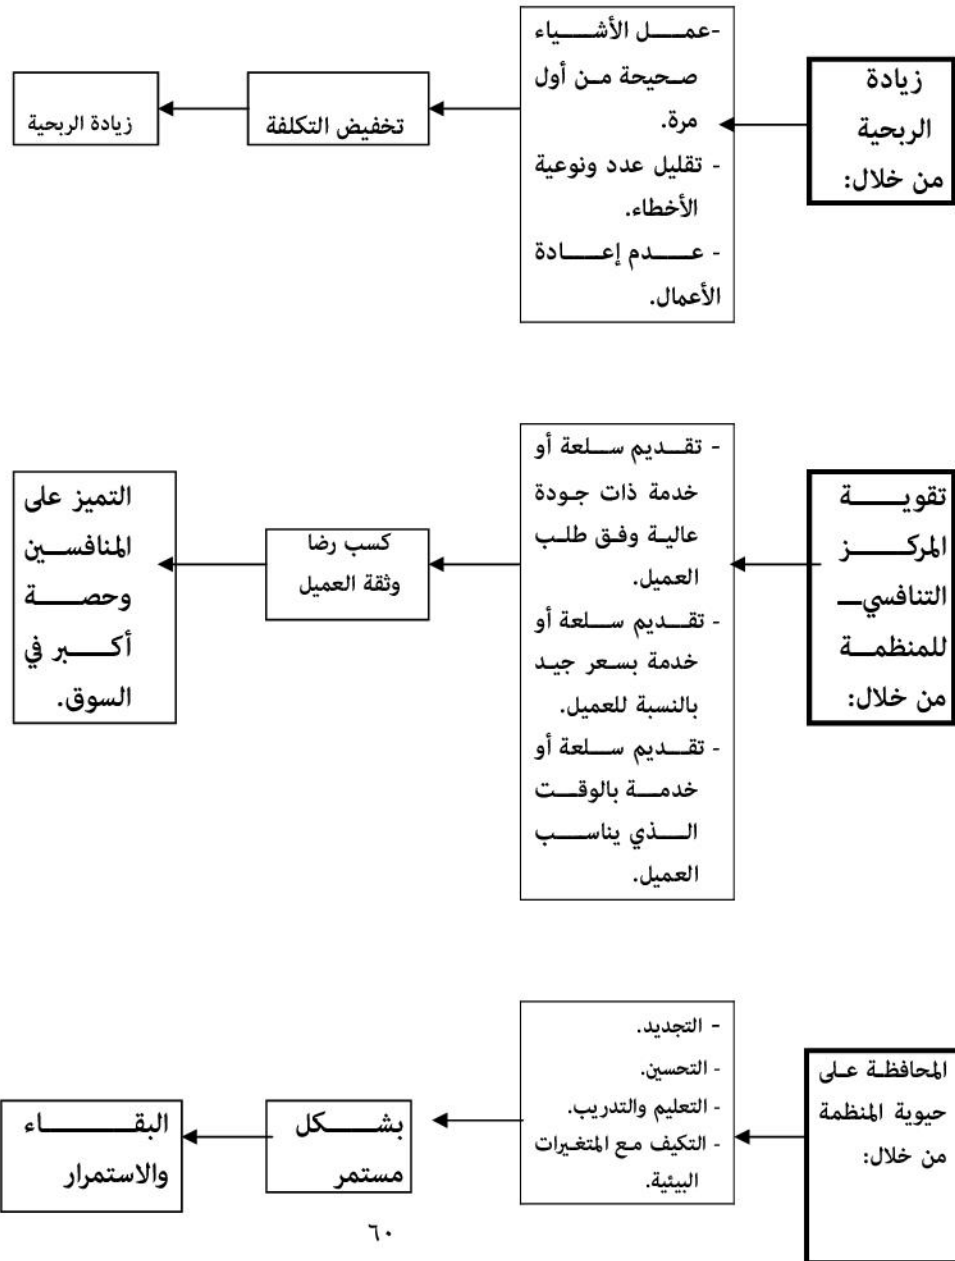 زيادة
الربحية
من خلال:
-عمل الأشياء
صحيحة من أول
مرة.
- تقليل عدد ونوعية
الأخطاء.
- عدم إعادة
الأعمال.
تخفيض التكلفة
زيادة الربحية
تقوية
المركز
التنافسي
للمنظمة
من خلال:
- تقديم سلعة أو
خدمة ذات جودة
عالية وفق طلب
العميل.
- تقديم سلعة أو
خدمة بسعر جيد
بالنسبة للعميل.
- تقديم سلعة أو
خدمة بالوقت
الذي يناسب
العميل.
كسب رضا
وثقة العميل
التميز على
المنافسين
وحصة
أكبر في
السوق.
المحافظة على
حيوية المنظمة
من خلال:
- التجديد.
- التحسين.
- التعليم والتدريب.
- التكيف مع المتغيرات
البيئية.
بشكل
مستمر
البقاء
والاستمرار
٦٠